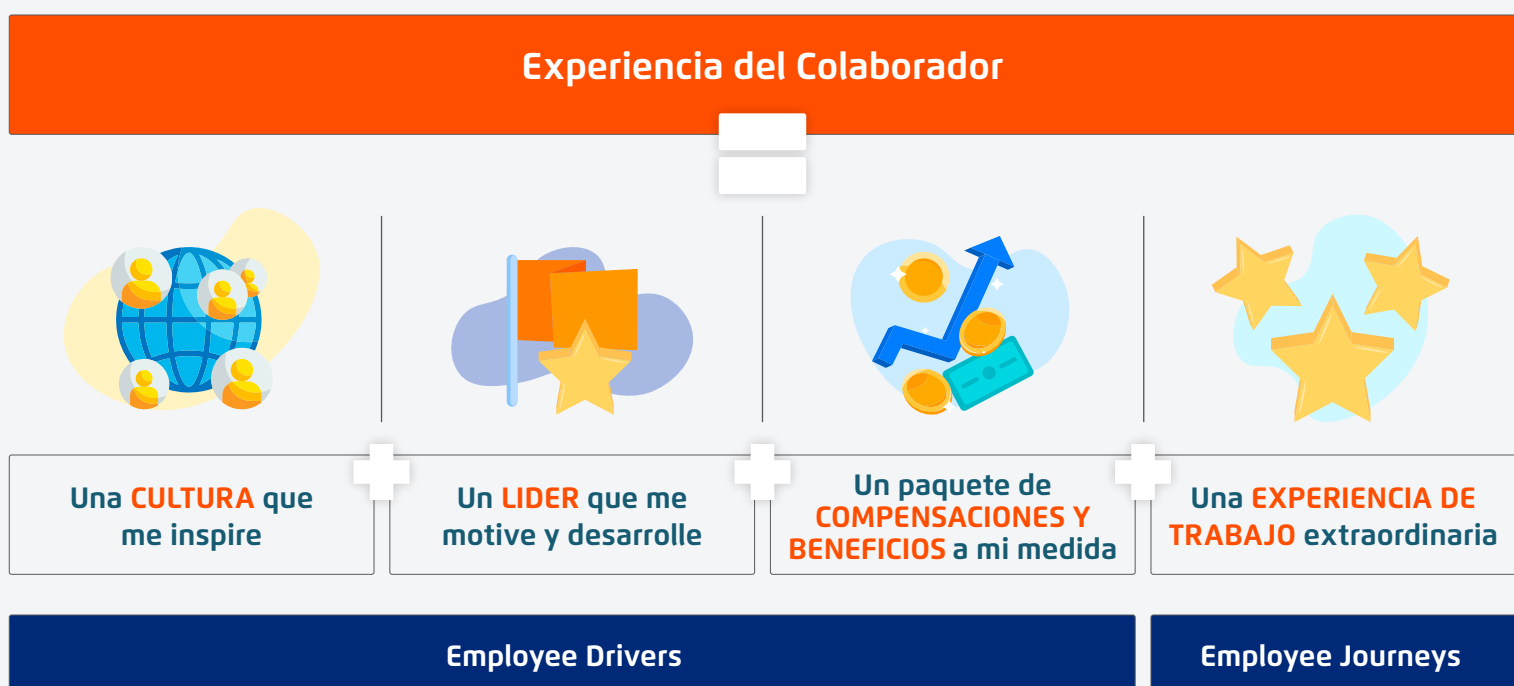 Experiencia del Colaborador
Una CULTURA que
me inspire
Un LIDER que me
motive y desarrolle
Un paquete de
COMPENSACIONES Y
BENEFICIOS a mi medida
Una EXPERIENCIA DE
TRABAJO extraordinaria
Employee Drivers
Employee Journeys